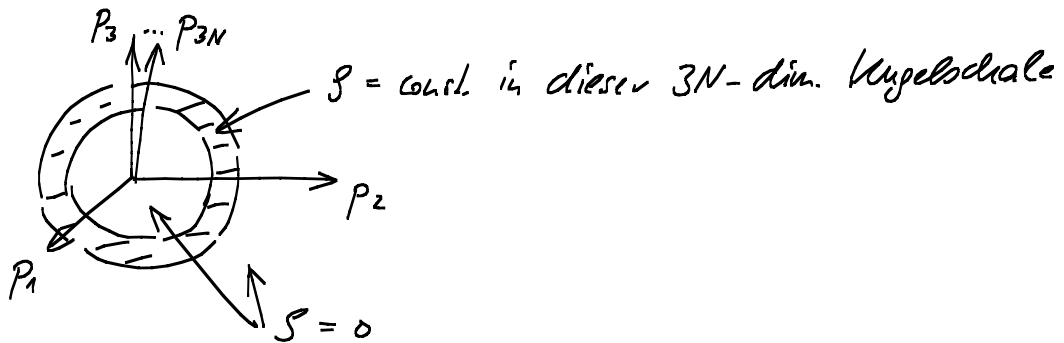 P₃ ... P₃N
ρ = const. in dieser 3N-dim. Kugelschale
P₂
P₁
ρ = 0